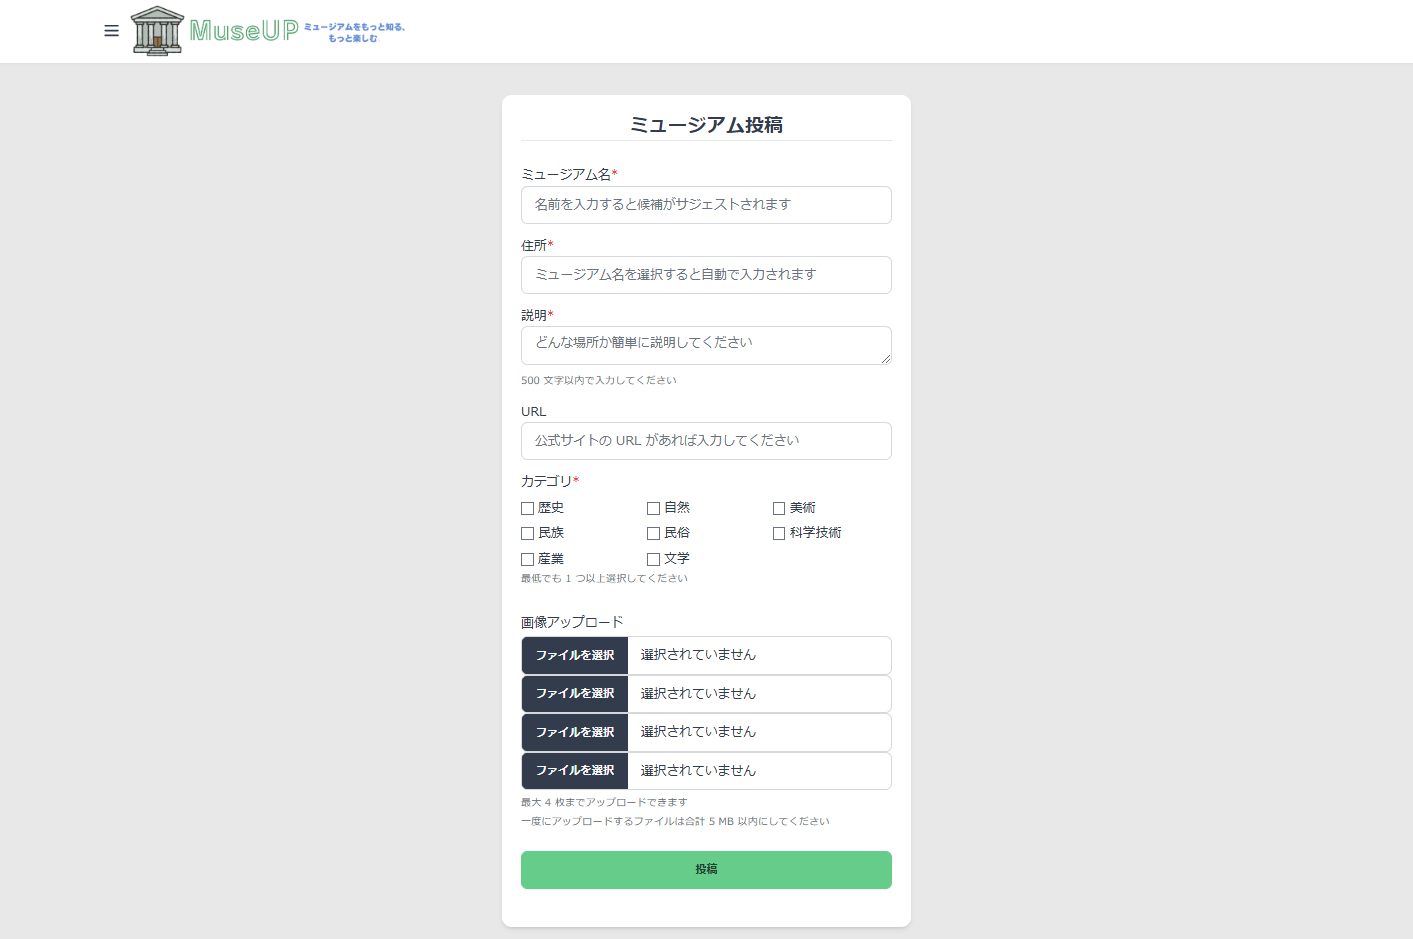 MuseUP
ミュージアムをもっと知る、
もっと楽しむ.
ミュージアム投稿
ミュージアム名*
名前を入力すると候補がサジェストされます
住所*
ミュージアム名を選択すると自動で入力されます
説明*
どんな場所か簡単に説明してください
500 文字以内で入力してください
URL
公式サイトの URL があれば入力してください
カテゴリ*
歴史 自然 美術
民族 民俗 科学技術
産業 文学
最低でも 1 つ以上選択してください
画像アップロード
ファイルを選択 選択されていません
ファイルを選択 選択されていません
ファイルを選択 選択されていません
ファイルを選択 選択されていません
最大 4 枚までアップロードできます
一度にアップロードするファイルは合計 5 MB 以内にしてください
投稿